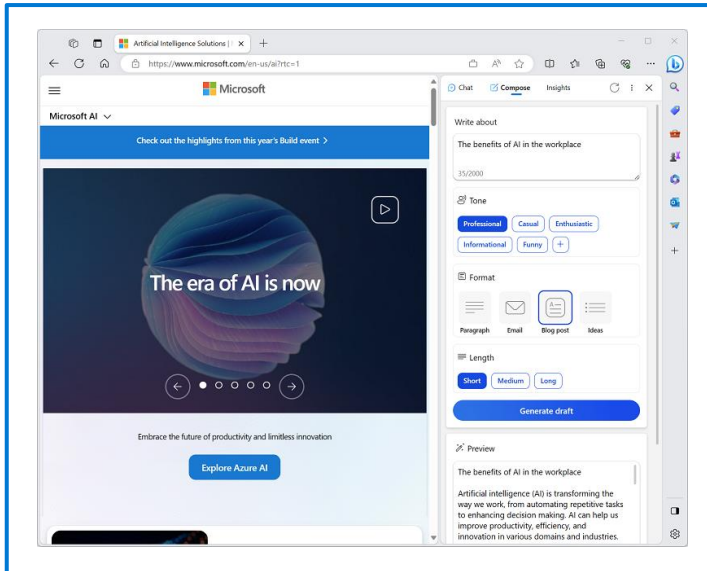 Artificial Intelligence Solutions |
https://www.microsoft.com/en-us/ai?rtc=1
Microsoft
Microsoft AI
Check out the highlights from this year's Build event >
The era of AI is now
Embrace the future of productivity and limitless innovation
Explore Azure AI
Chat Compose Insights
Write about
The benefits of AI in the workplace
35/2000
Tone
Professional Casual Enthusiastic
Informational Funny +
Format
Paragraph Email Blog post Ideas
Length
Short Medium Long
Generate draft
Preview
The benefits of AI in the workplace
Artificial intelligence (AI) is transforming the
way we work, from automating repetitive tasks
to enhancing decision making. AI can help us
improve productivity, efficiency, and
innovation in various domains and industries.